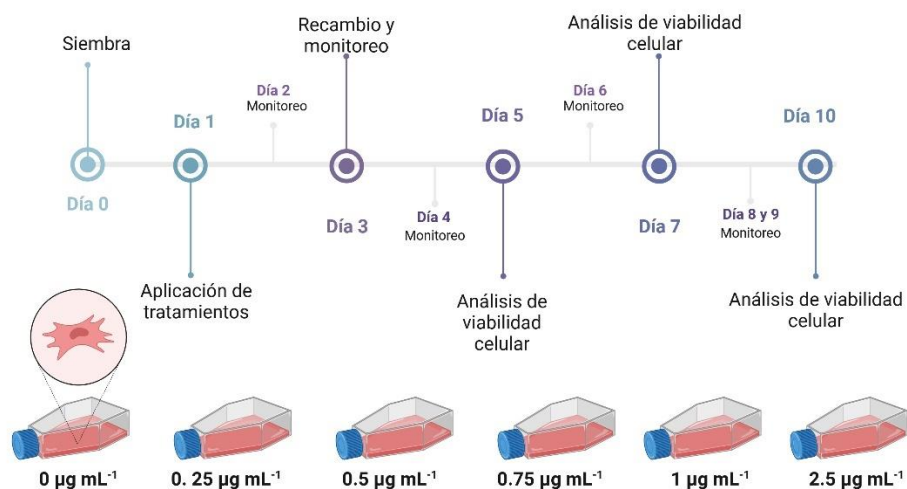 Siembra
Día 0
Día 1
Aplicación de
tratamientos
Día 2
Monitoreo
Recambio y
monitoreo
Día 3
Día 4
Monitoreo
Día 5
Análisis de
viabilidad
celular
Día 6
Monitoreo
Análisis de viabilidad
celular
Día 7
Día 8 y 9
Monitoreo
Día 10
Análisis de viabilidad
celular
0 µg mL⁻¹
0. 25 µg mL⁻¹
0.5 µg mL⁻¹
0.75 µg mL⁻¹
1 µg mL⁻¹
2.5 µg mL⁻¹